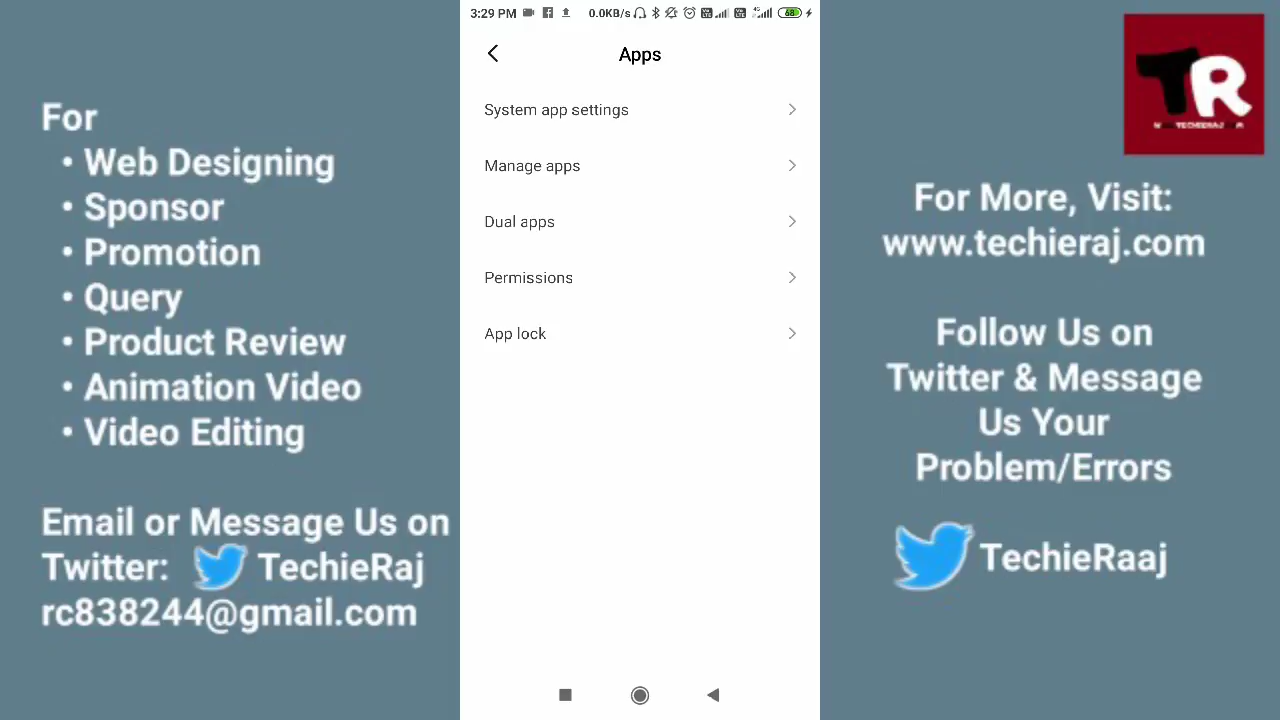 For
• Web Designing
• Sponsor
• Promotion
• Query
• Product Review
• Animation Video
• Video Editing
Email or Message Us on
Twitter: TechieRaj
rc838244@gmail.com
3:29 PM 0.0KB/s 4G 68
Apps
System app settings
Manage apps
Dual apps
Permissions
App lock
TR
For More, Visit:
www.techieraj.com
Follow Us on
Twitter & Message
Us Your
Problem/Errors
TechieRaaj